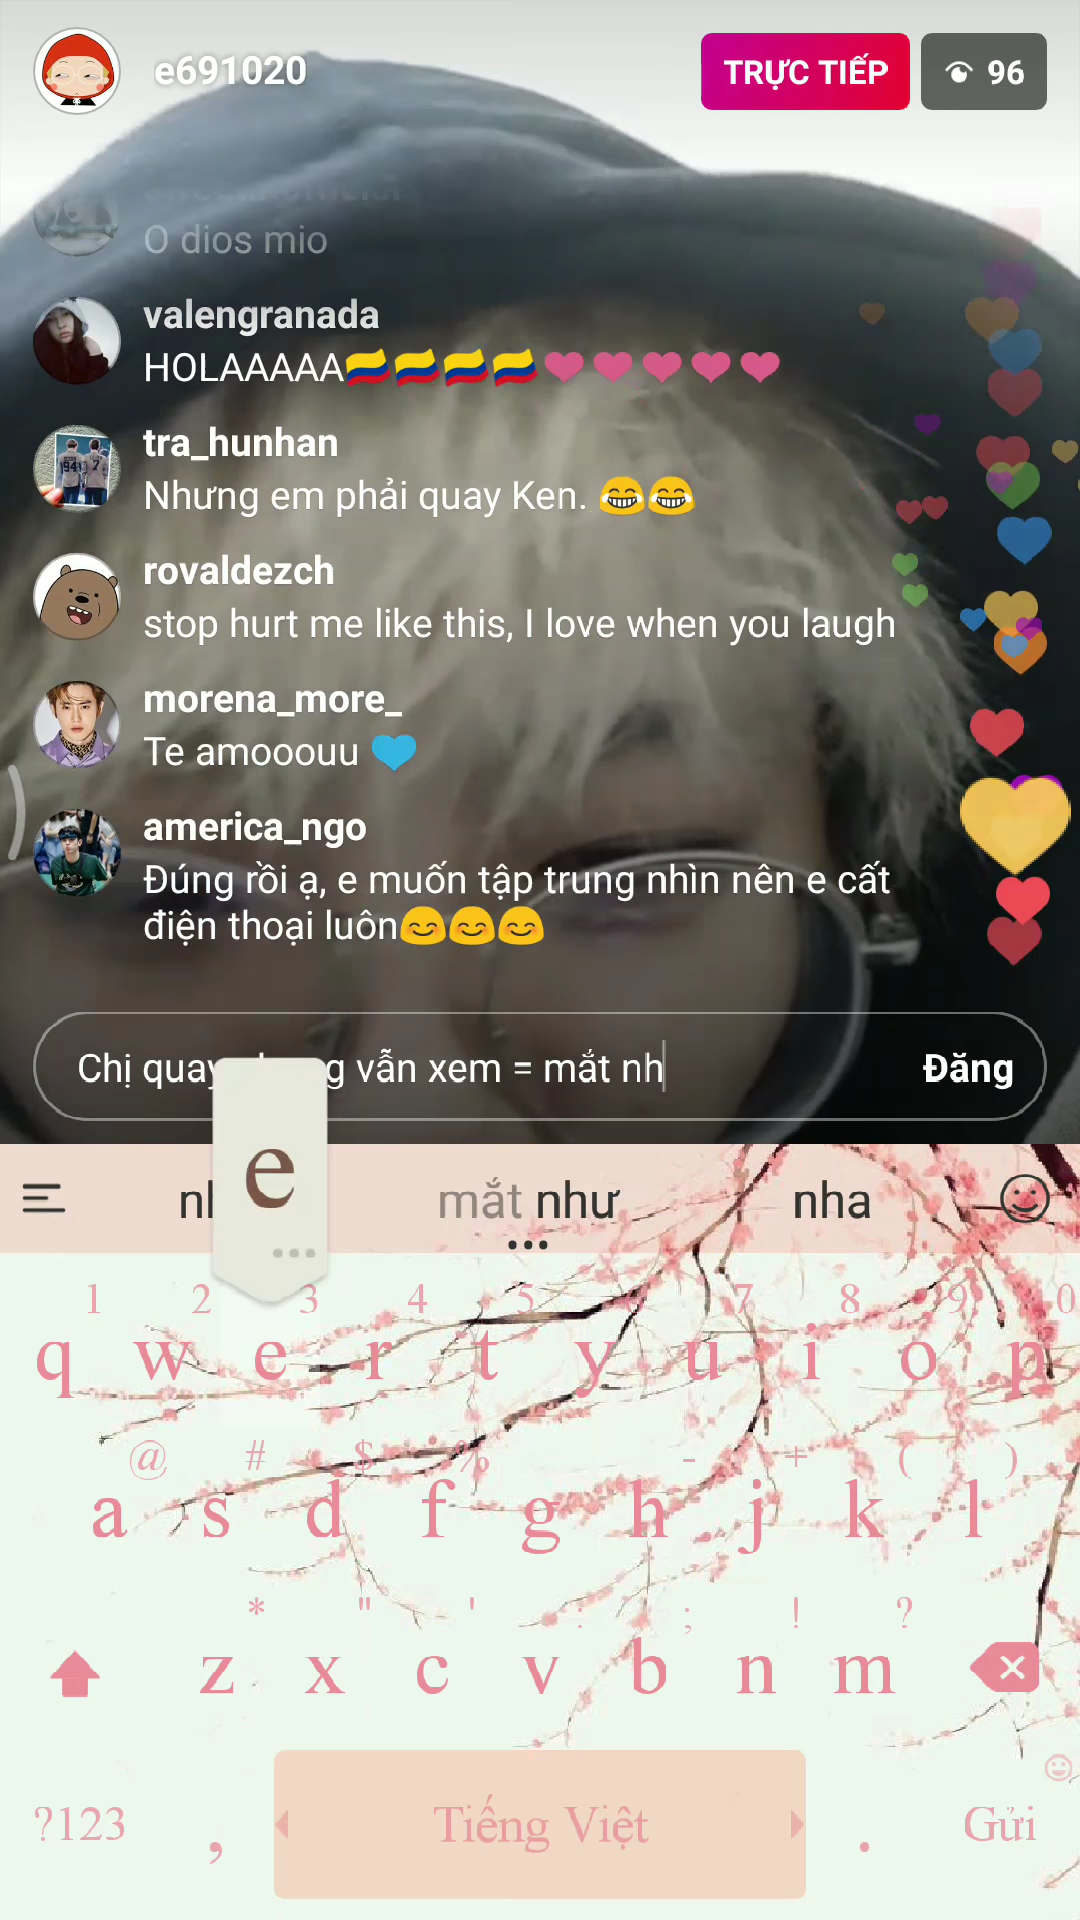 e691020
TRỰC TIẾP
96
O dios mio
valengranada
HOLAAAAA🇨🇴🇨🇴🇨🇴🇨🇴💗💗💗💗💗
tra_hunhan
Nhưng em phải quay Ken. 😂😂
rovaldezch
stop hurt me like this, I love when you laugh
morena_more_
Te amooouu 💙
america_ngo
Đúng rồi ạ, e muốn tập trung nhìn nên e cất
điện thoại luôn😊😊😊
Chị quay vẫn xem = mắt nh
Đăng
e
mắt như
nha
1 2 3 4 5 7 8 9 0
q w e r t y u i o p
@ # $ % - + ( )
a s d f g h j k l
* " ' : ; ! ?
z x c v b n m
?123 , Tiếng Việt . Gửi